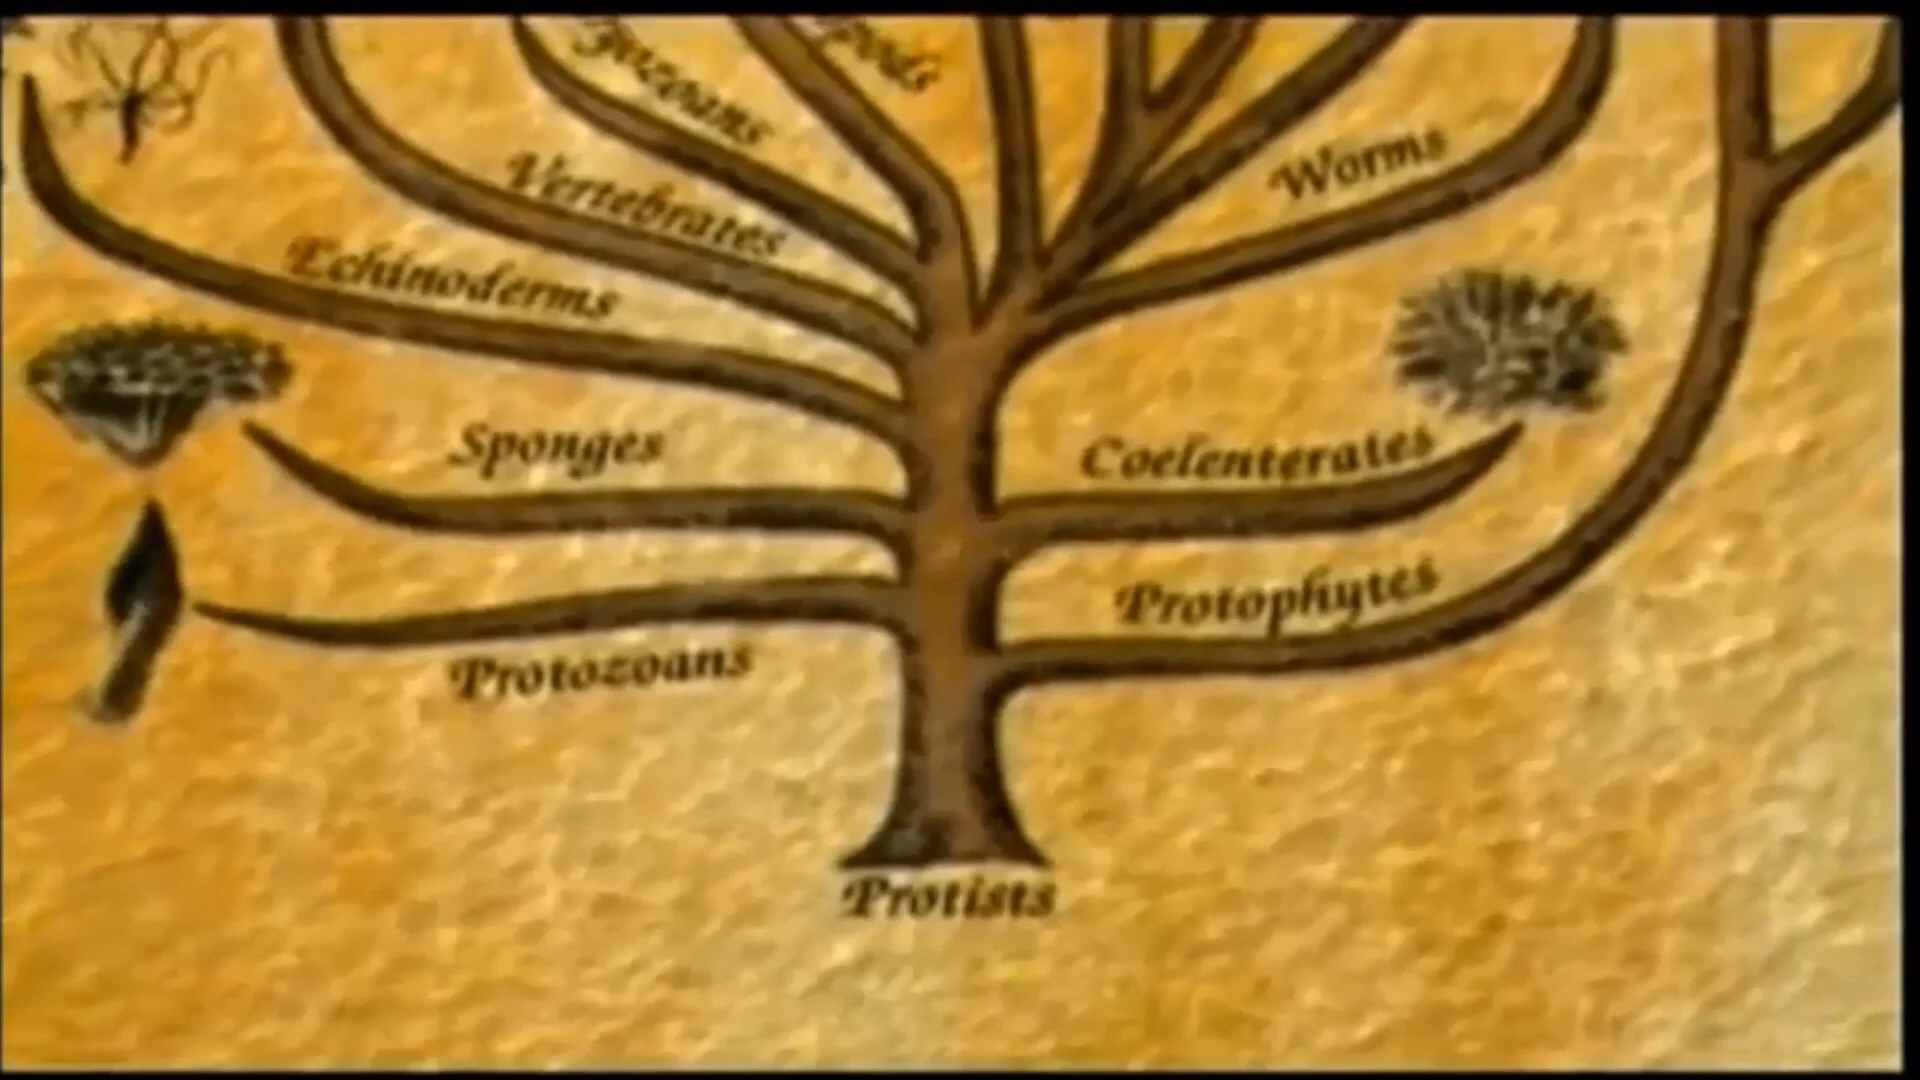 Vertebrates
Worms
Echinoderms
Sponges
Coelenterates
Protophytes
Protozoans
Protists